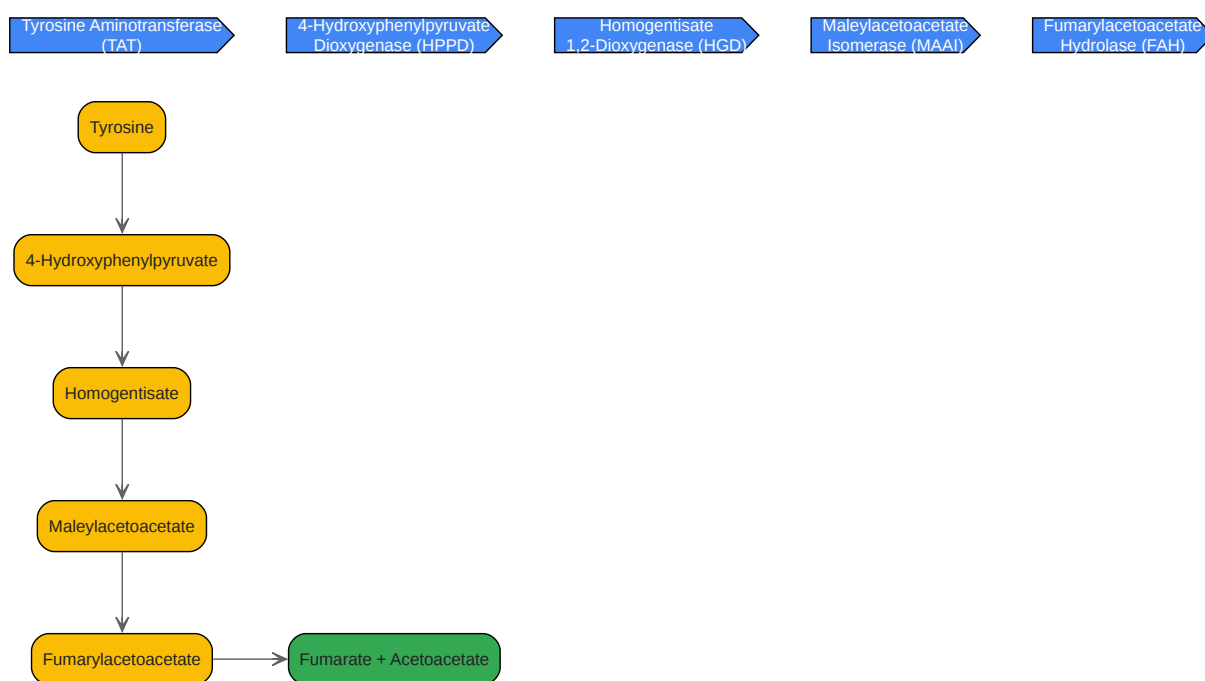 Tyrosine Aminotransferase
(TAT)
4-Hydroxyphenylpyruvate
Dioxygenase (HPPD)
Homogentisate
1,2-Dioxygenase (HGD)
Maleylacetoacetate
Isomerase (MAAI)
Fumarylacetoacetate
Hydrolase (FAH)
Tyrosine
4-Hydroxyphenylpyruvate
Homogentisate
Maleylacetoacetate
Fumarylacetoacetate
Fumarate + Acetoacetate